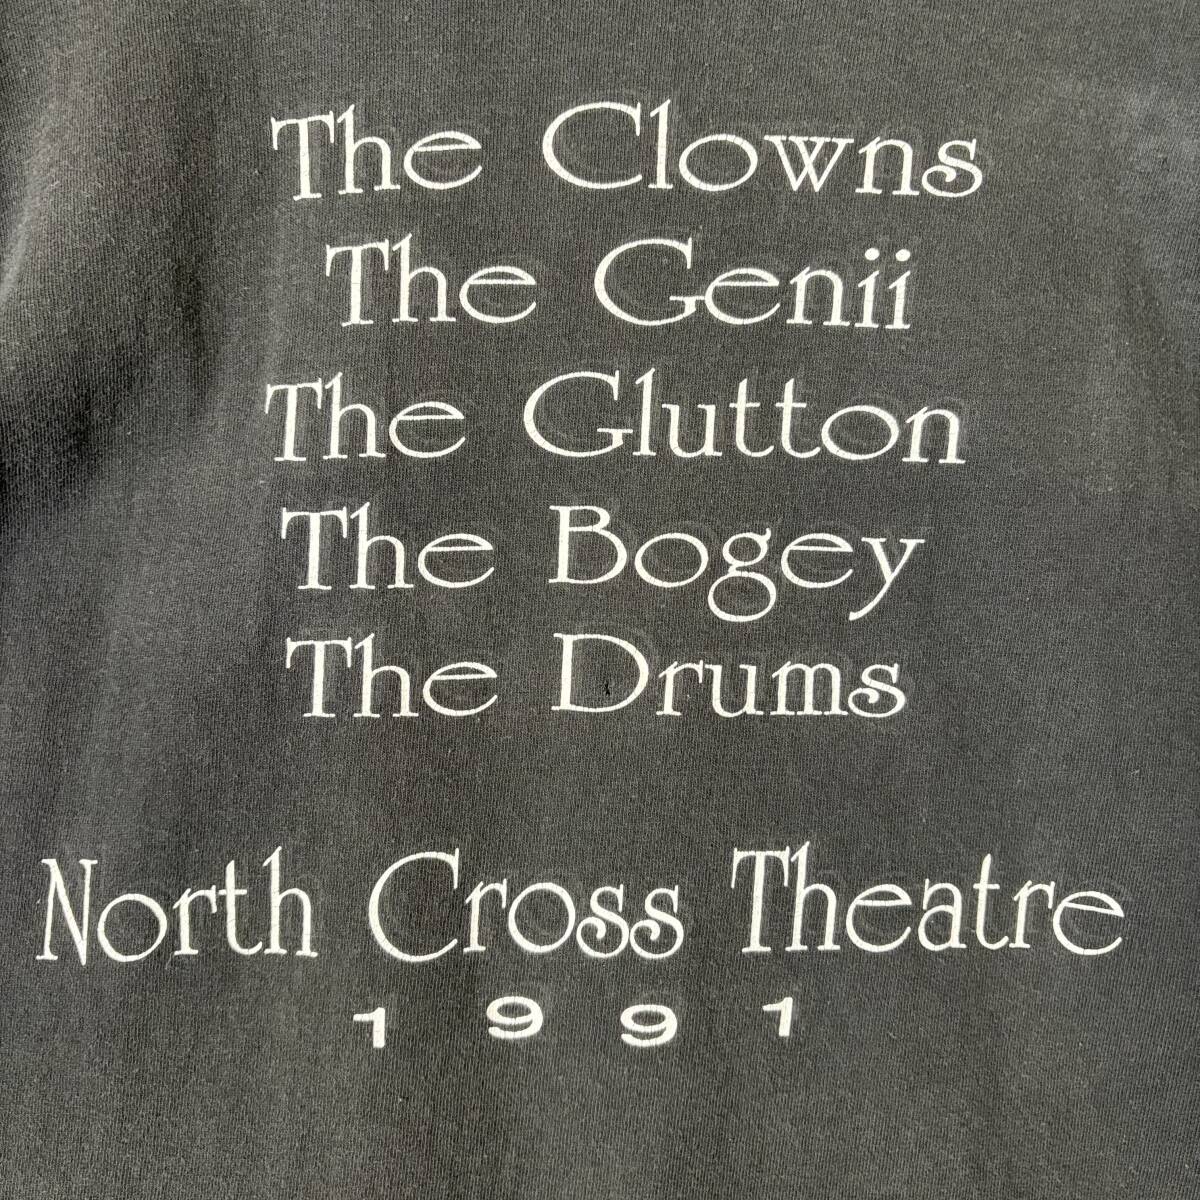 The Clowns
The Genii
The Glutton
The Bogey
The Drums
North Cross Theatre
1991